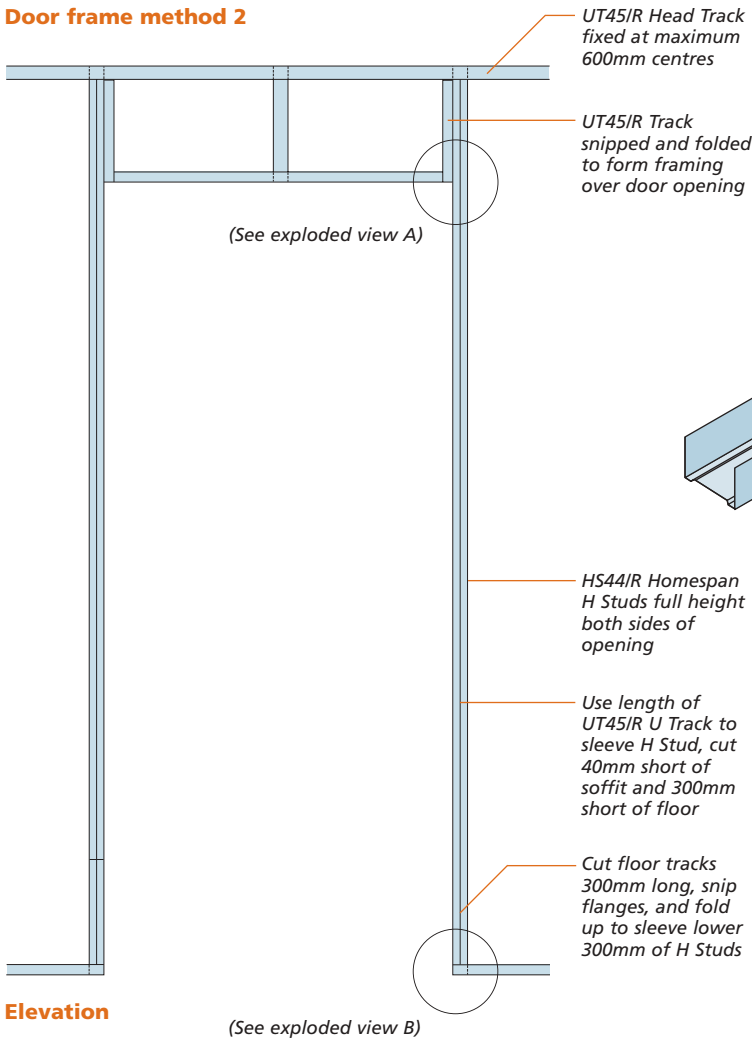 Door frame method 2
UT45/R Head Track
fixed at maximum
600mm centres
UT45/R Track
snipped and folded
to form framing
over door opening
(See exploded view A)
HS44/R Homespan
H Studs full height
both sides of
opening
Use length of
UT45/R U Track to
sleeve H Stud, cut
40mm short of
soffit and 300mm
short of floor
Cut floor tracks
300mm long, snip
flanges, and fold
up to sleeve lower
300mm of H Studs
Elevation
(See exploded view B)